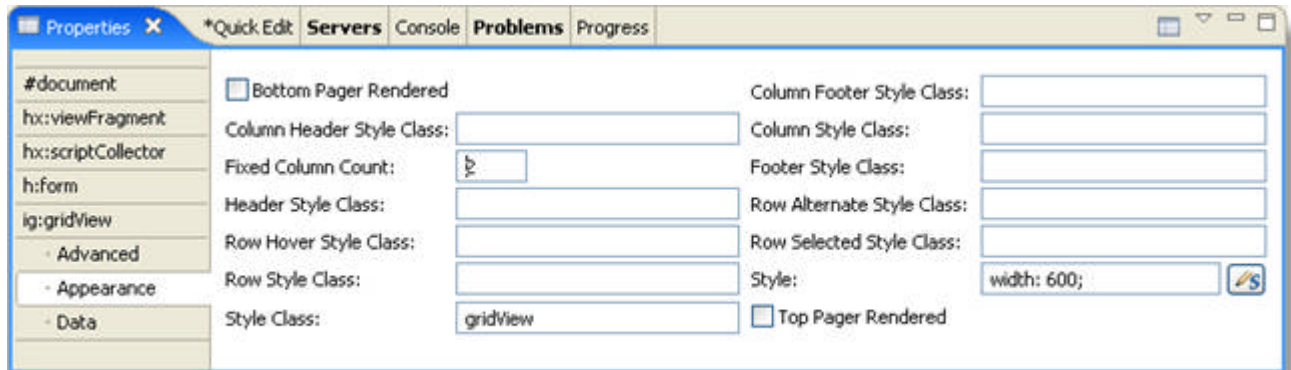 Properties *Quick Edit Servers Console Problems Progress
#document
hx:viewFragment
hx:scriptCollector
h:form
ig:gridView
Advanced
Appearance
Data
Bottom Pager Rendered
Column Header Style Class:
Fixed Column Count:
Header Style Class:
Row Hover Style Class:
Row Style Class:
Style Class: gridView
Column Footer Style Class:
Column Style Class:
Footer Style Class:
Row Alternate Style Class:
Row Selected Style Class:
Style: width: 600; S
Top Pager Rendered